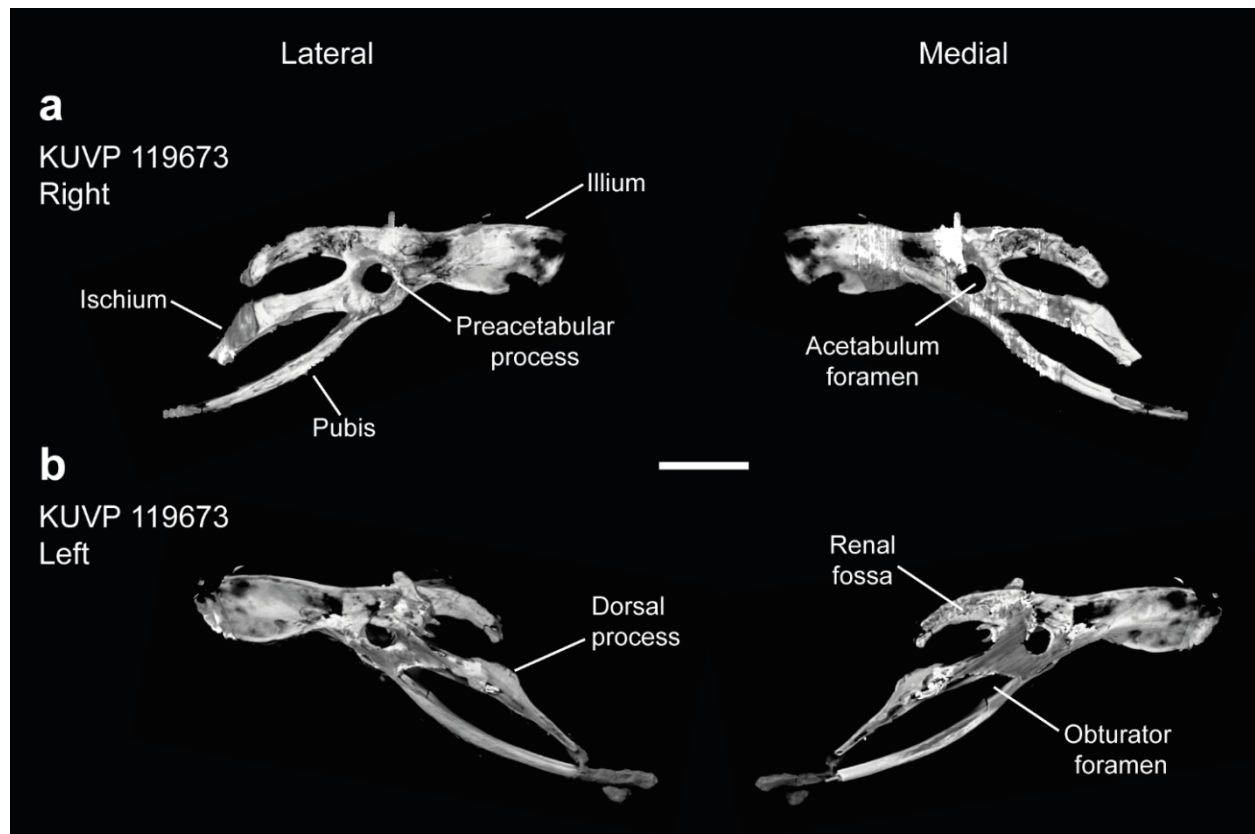 Lateral
Medial
a
KUVP 119673
Right
Illium
Ischium
Preacetabular
process
Acetabulum
foramen
Pubis
b
KUVP 119673
Left
Renal
fossa
Dorsal
process
Obturator
foramen